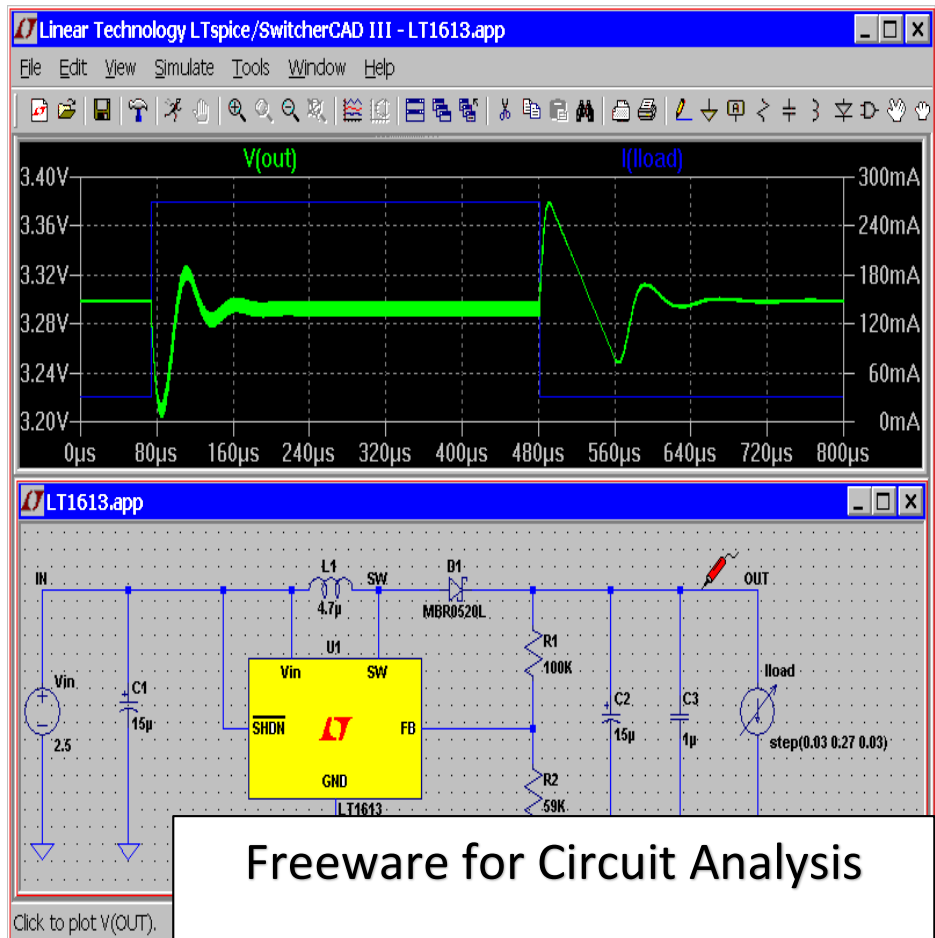 Linear Technology LTspice/SwitcherCAD III - LT1613.app
File Edit View Simulate Tools Window Help
V(out) I(Iload)
3.40V 300mA
3.36V 240mA
3.32V 180mA
3.28V 120mA
3.24V 60mA
3.20V 0mA
0µs 80µs 160µs 240µs 320µs 400µs 480µs 560µs 640µs 720µs 800µs
LT1613.app
IN L1 SW D1 OUT
4.7µ MBR0520L
U1 R1
Vin SW 100K Iload
Vin C1 C2 C3
15µ SHDN FB 15µ 1µ step(0.03 0.27 0.03)
2.5
GND R2
LT1613 59K
Freeware for Circuit Analysis
Click to plot V(OUT).